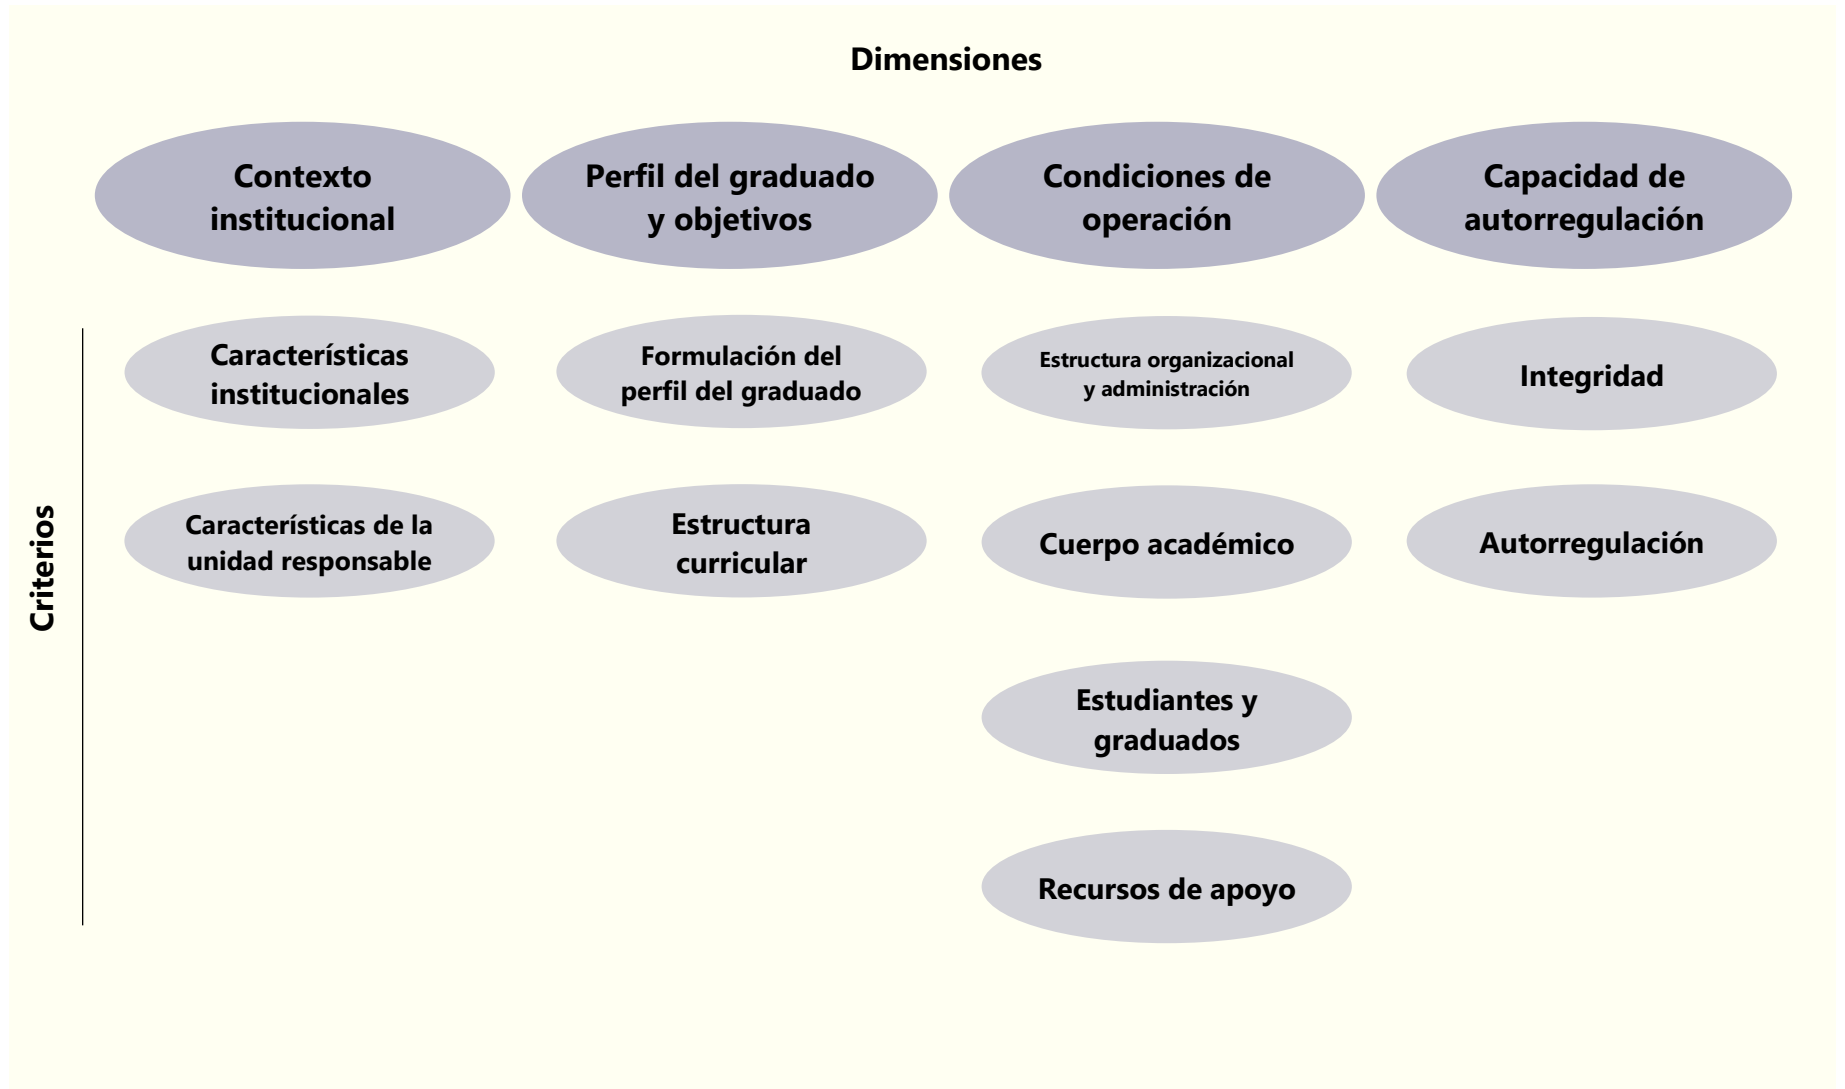 Dimensiones
Contexto
institucional
Perfil del graduado
y objetivos
Condiciones de
operación
Capacidad de
autorregulación
Criterios
Características
institucionales
Formulación del
perfil del graduado
Estructura organizacional
y administración
Integridad
Características de la
unidad responsable
Estructura
curricular
Cuerpo académico
Autorregulación
Estudiantes y
graduados
Recursos de apoyo